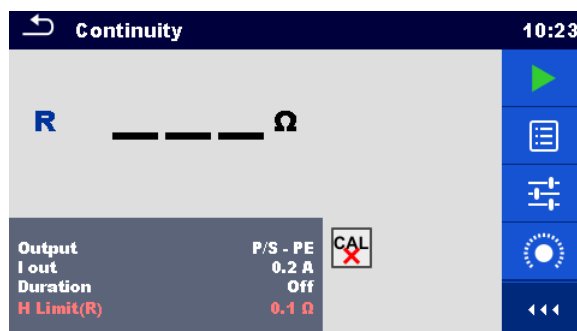 Continuity 10:23
R _ _ _ Ω
Output P/S - PE
I out 0.2 A
Duration Off
H Limit(R) 0.1 Ω
CAL